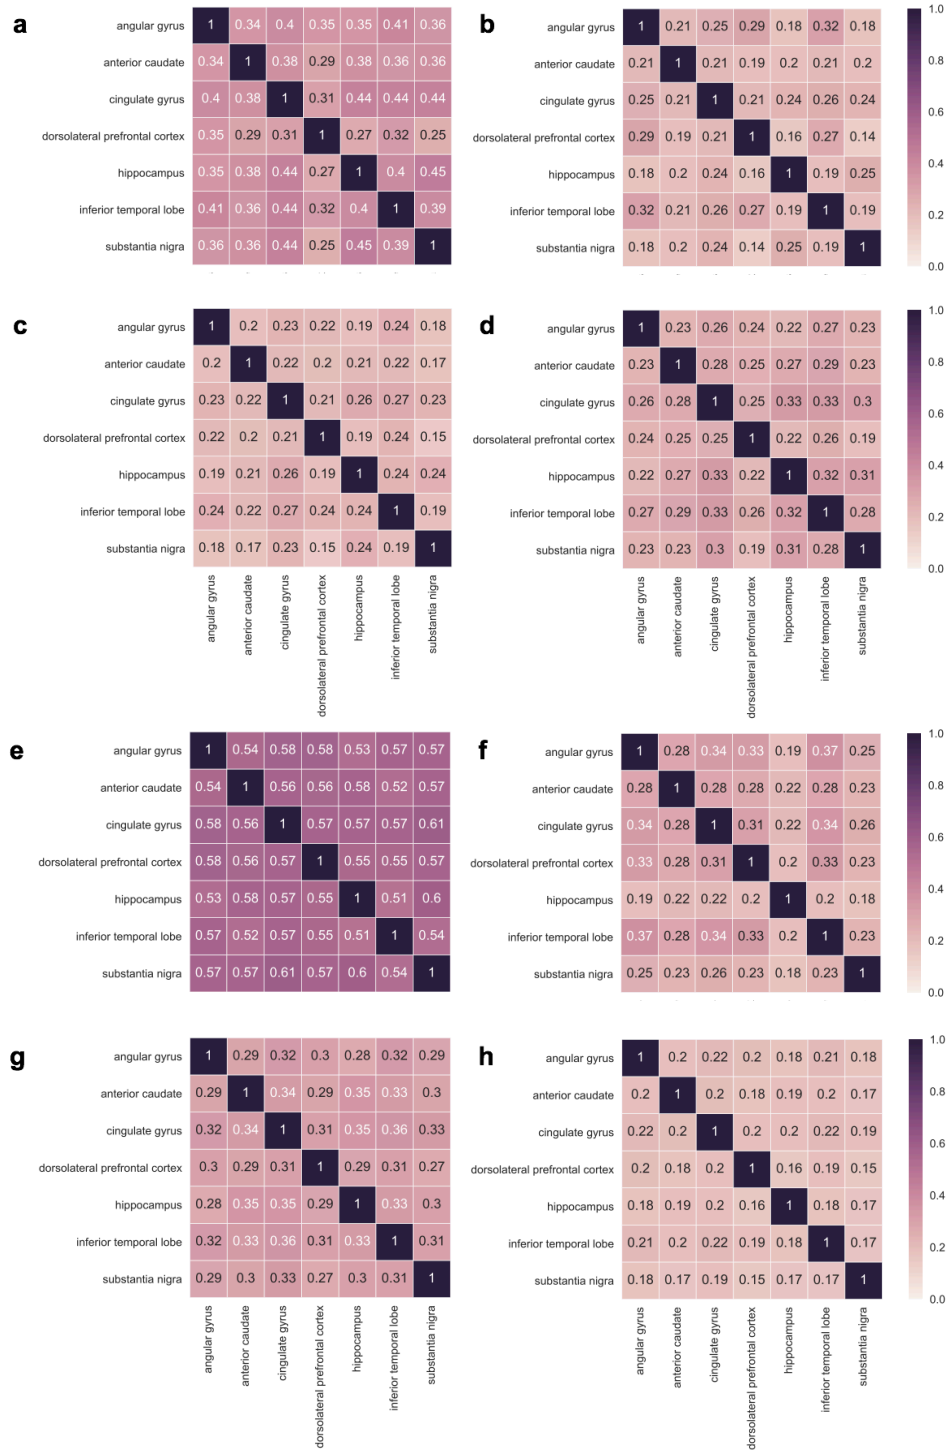 a
angular gyrus 1 0.34 0.4 0.35 0.35 0.41 0.36
anterior caudate 0.34 1 0.38 0.29 0.38 0.36 0.36
cingulate gyrus 0.4 0.38 1 0.31 0.44 0.44 0.44
dorsolateral prefrontal cortex 0.35 0.29 0.31 1 0.27 0.32 0.25
hippocampus 0.35 0.38 0.44 0.27 1 0.4 0.45
inferior temporal lobe 0.41 0.36 0.44 0.32 0.4 1 0.39
substantia nigra 0.36 0.36 0.44 0.25 0.45 0.39 1
b
angular gyrus 1 0.21 0.25 0.29 0.18 0.32 0.18
anterior caudate 0.21 1 0.21 0.19 0.2 0.21 0.2
cingulate gyrus 0.25 0.21 1 0.21 0.24 0.26 0.24
dorsolateral prefrontal cortex 0.29 0.19 0.21 1 0.16 0.27 0.14
hippocampus 0.18 0.2 0.24 0.16 1 0.19 0.25
inferior temporal lobe 0.32 0.21 0.26 0.27 0.19 1 0.19
substantia nigra 0.18 0.2 0.24 0.14 0.25 0.19 1
1.0
0.8
0.6
0.4
0.2
0.0
c
angular gyrus 1 0.2 0.23 0.22 0.19 0.24 0.18
anterior caudate 0.2 1 0.22 0.2 0.21 0.22 0.17
cingulate gyrus 0.23 0.22 1 0.21 0.26 0.27 0.23
dorsolateral prefrontal cortex 0.22 0.2 0.21 1 0.19 0.24 0.15
hippocampus 0.19 0.21 0.26 0.19 1 0.24 0.24
inferior temporal lobe 0.24 0.22 0.27 0.24 0.24 1 0.19
substantia nigra 0.18 0.17 0.23 0.15 0.24 0.19 1
angular gyrus
anterior caudate
cingulate gyrus
dorsolateral prefrontal cortex
hippocampus
inferior temporal lobe
substantia nigra
d
angular gyrus 1 0.23 0.26 0.24 0.22 0.27 0.23
anterior caudate 0.23 1 0.28 0.25 0.27 0.29 0.23
cingulate gyrus 0.26 0.28 1 0.25 0.33 0.33 0.3
dorsolateral prefrontal cortex 0.24 0.25 0.25 1 0.22 0.26 0.19
hippocampus 0.22 0.27 0.33 0.22 1 0.32 0.31
inferior temporal lobe 0.27 0.29 0.33 0.26 0.32 1 0.28
substantia nigra 0.23 0.23 0.3 0.19 0.31 0.28 1
angular gyrus
anterior caudate
cingulate gyrus
dorsolateral prefrontal cortex
hippocampus
inferior temporal lobe
substantia nigra
1.0
0.8
0.6
0.4
0.2
0.0
e
angular gyrus 1 0.54 0.58 0.58 0.53 0.57 0.57
anterior caudate 0.54 1 0.56 0.56 0.58 0.52 0.57
cingulate gyrus 0.58 0.56 1 0.57 0.57 0.57 0.61
dorsolateral prefrontal cortex 0.58 0.56 0.57 1 0.55 0.55 0.57
hippocampus 0.53 0.58 0.57 0.55 1 0.51 0.6
inferior temporal lobe 0.57 0.52 0.57 0.55 0.51 1 0.54
substantia nigra 0.57 0.57 0.61 0.57 0.6 0.54 1
f
angular gyrus 1 0.28 0.34 0.33 0.19 0.37 0.25
anterior caudate 0.28 1 0.28 0.28 0.22 0.28 0.23
cingulate gyrus 0.34 0.28 1 0.31 0.22 0.34 0.26
dorsolateral prefrontal cortex 0.33 0.28 0.31 1 0.2 0.33 0.23
hippocampus 0.19 0.22 0.22 0.2 1 0.2 0.18
inferior temporal lobe 0.37 0.28 0.34 0.33 0.2 1 0.23
substantia nigra 0.25 0.23 0.26 0.23 0.18 0.23 1
1.0
0.8
0.6
0.4
0.2
0.0
g
angular gyrus 1 0.29 0.32 0.3 0.28 0.32 0.29
anterior caudate 0.29 1 0.34 0.29 0.35 0.33 0.3
cingulate gyrus 0.32 0.34 1 0.31 0.35 0.36 0.33
dorsolateral prefrontal cortex 0.3 0.29 0.31 1 0.29 0.31 0.27
hippocampus 0.28 0.35 0.35 0.29 1 0.33 0.3
inferior temporal lobe 0.32 0.33 0.36 0.31 0.33 1 0.31
substantia nigra 0.29 0.3 0.33 0.27 0.3 0.31 1
angular gyrus
anterior caudate
cingulate gyrus
dorsolateral prefrontal cortex
hippocampus
inferior temporal lobe
substantia nigra
h
angular gyrus 1 0.2 0.22 0.2 0.18 0.21 0.18
anterior caudate 0.2 1 0.2 0.18 0.19 0.2 0.17
cingulate gyrus 0.22 0.2 1 0.2 0.2 0.22 0.19
dorsolateral prefrontal cortex 0.2 0.18 0.2 1 0.16 0.19 0.15
hippocampus 0.18 0.19 0.2 0.16 1 0.18 0.17
inferior temporal lobe 0.21 0.2 0.22 0.19 0.18 1 0.17
substantia nigra 0.18 0.17 0.19 0.15 0.17 0.17 1
angular gyrus
anterior caudate
cingulate gyrus
dorsolateral prefrontal cortex
hippocampus
inferior temporal lobe
substantia nigra
1.0
0.8
0.6
0.4
0.2
0.0